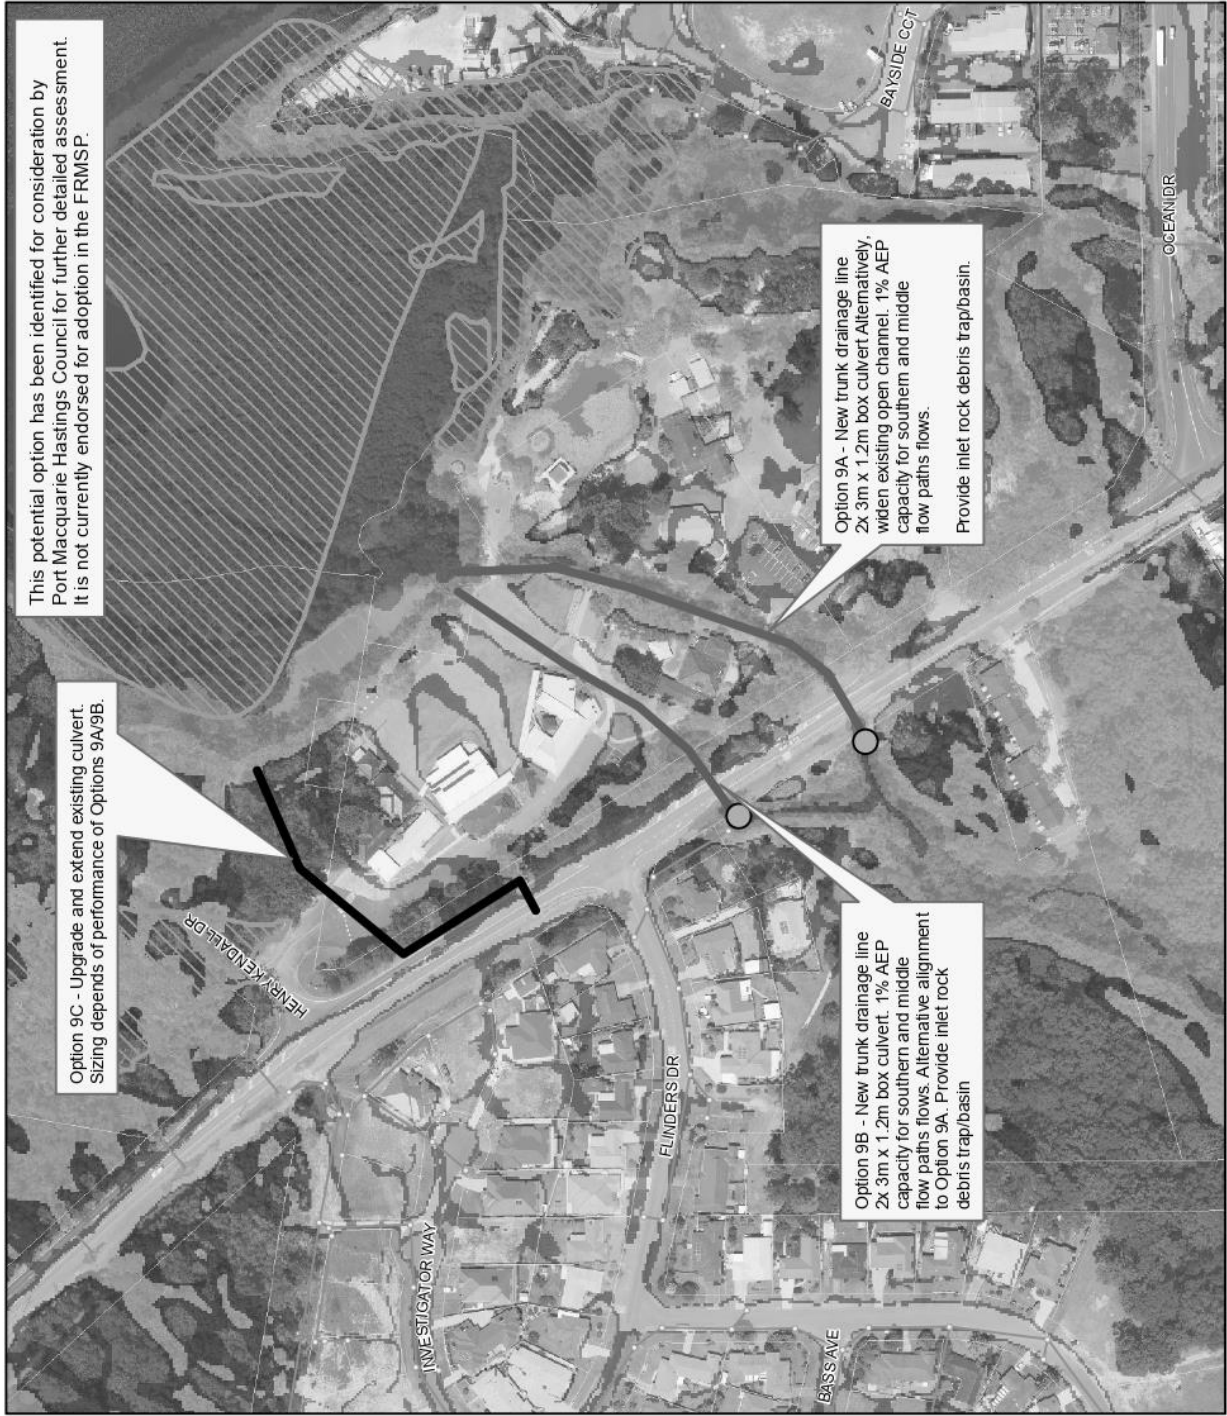 This potential option has been identified for consideration by
Port Macquarie Hastings Council for further detailed assessment.
It is not currently endorsed for adoption in the FRMSP.
Option 9C - Upgrade and extend existing culvert.
Sizing depends of performance of Options 9A/9B.
HENRY KENDALL DR
BAYSIDE CCT
Option 9A - New trunk drainage line
2x 3m x 1.2m box culvert Alternatively,
widen existing open channel. 1% AEP
capacity for southern and middle
flow paths flows.
Provide inlet rock debris trap/basin.
OCEAN DR
Option 9B - New trunk drainage line
2x 3m x 1.2m box culvert. 1% AEP
capacity for southern and middle
flow paths flows. Alternative alignment
to Option 9A. Provide inlet rock
debris trap/basin
FLINDERS DR
INVESTIGATOR WAY
BASS AVE